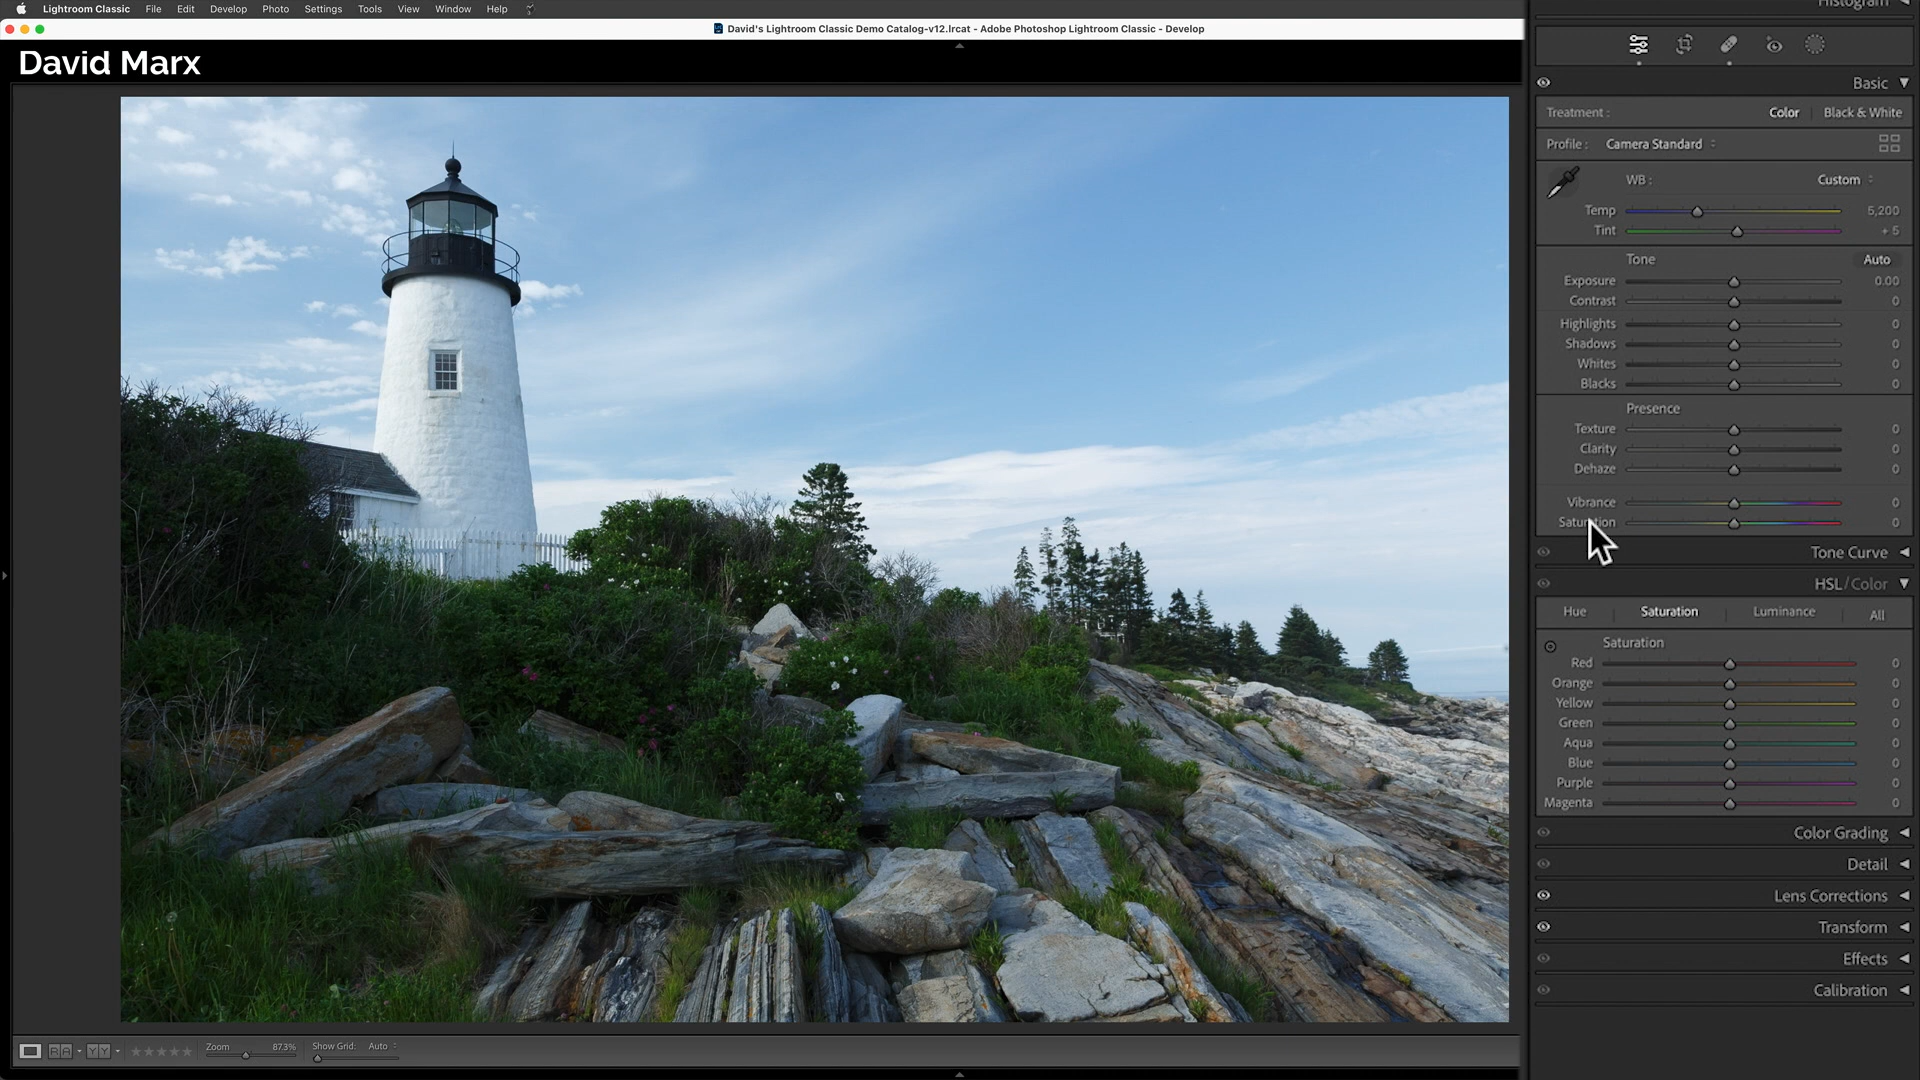 Lightroom Classic File Edit Develop Photo Settings Tools View Window Help
David's Lightroom Classic Demo Catalog-v12.lrcat - Adobe Photoshop Lightroom Classic - Develop
David Marx
Histogram
Basic
Treatment : Color Black & White
Profile : Camera Standard
WB : Custom
Temp 5,200
Tint + 5
Tone Auto
Exposure 0.00
Contrast 0
Highlights 0
Shadows 0
Whites 0
Blacks 0
Presence
Texture 0
Clarity 0
Dehaze 0
Vibrance 0
Saturation 0
Tone Curve
HSL / Color
Hue Saturation Luminance All
Saturation
Red 0
Orange 0
Yellow 0
Green 0
Aqua 0
Blue 0
Purple 0
Magenta 0
Color Grading
Detail
Lens Corrections
Transform
Effects
Calibration
RA YY Zoom 87.3% Show Grid: Auto